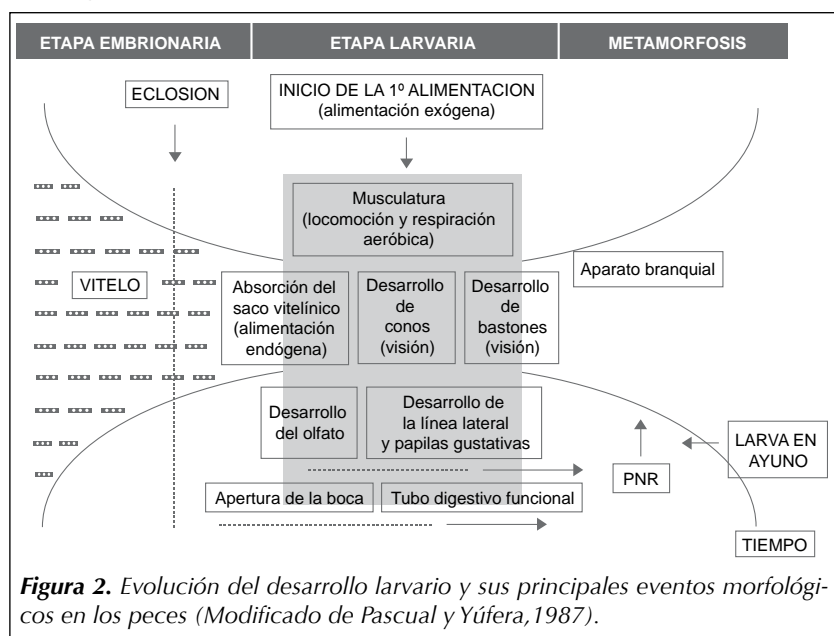 ETAPA EMBRIONARIA ETAPA LARVARIA METAMORFOSIS
ECLOSION
INICIO DE LA 1º ALIMENTACION
(alimentación exógena)
Musculatura
(locomoción y respiración
aeróbica)
Aparato branquial
VITELO
Absorción del
saco vitelínico
(alimentación
endógena)
Desarrollo
de
conos
(visión)
Desarrollo
de
bastones
(visión)
Desarrollo
del olfato
Desarrollo de
la línea lateral
y papilas gustativas
LARVA EN
AYUNO
PNR
Apertura de la boca
Tubo digestivo funcional
TIEMPO
Figura 2. Evolución del desarrollo larvario y sus principales eventos morfológi-
cos en los peces (Modificado de Pascual y Yúfera,1987).